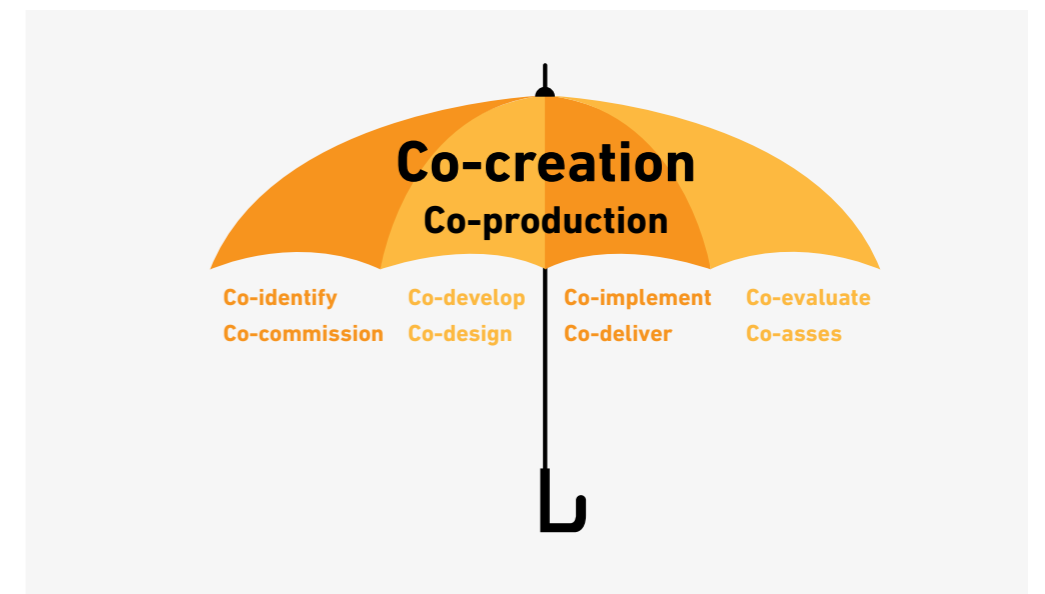 Co-creation
Co-production
Co-identify Co-develop Co-implement Co-evaluate
Co-commission Co-design Co-deliver Co-asses